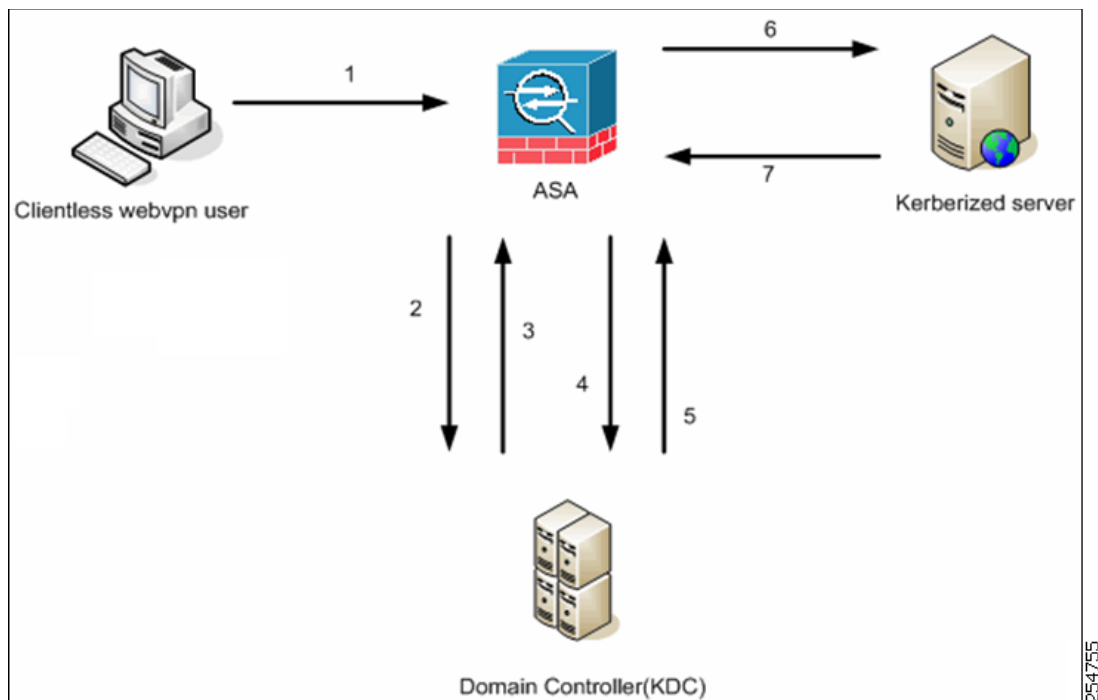 1
6
7
ASA
Clientless webvpn user
Kerberized server
2
3
4
5
Domain Controller(KDC)
254755